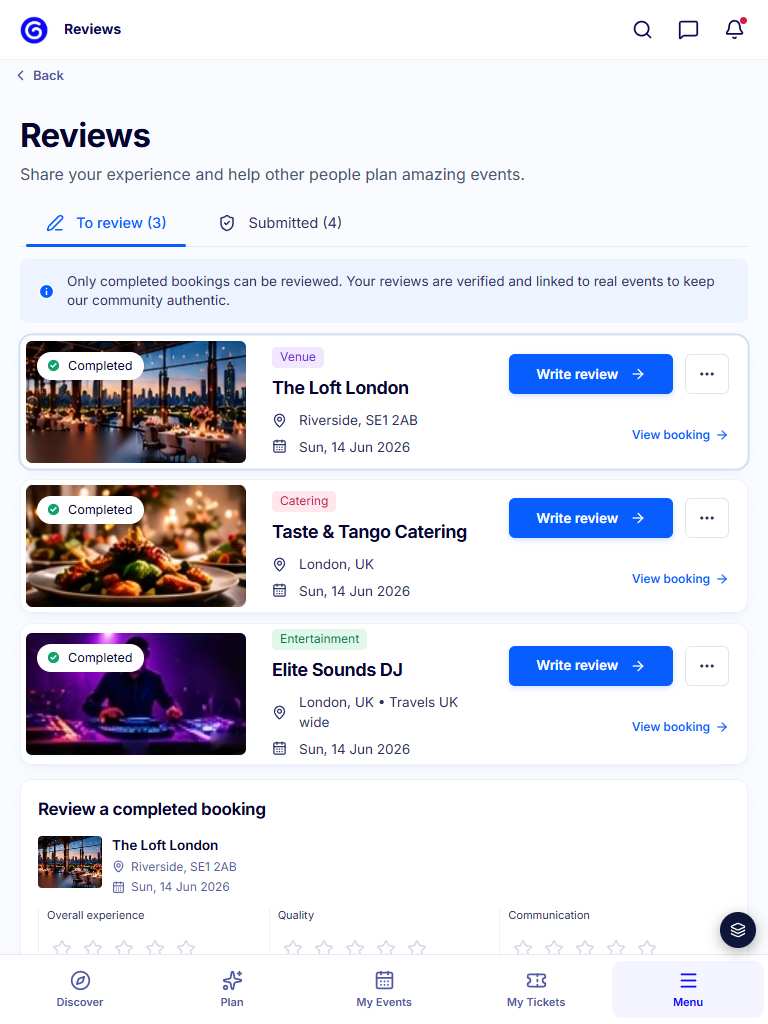 Reviews
Back
Reviews
Share your experience and help other people plan amazing events.
To review (3)
Submitted (4)
Only completed bookings can be reviewed. Your reviews are verified and linked to real events to keep
our community authentic.
Completed
Venue
The Loft London
Riverside, SE1 2AB
Sun, 14 Jun 2026
Write review
View booking
Completed
Catering
Taste & Tango Catering
London, UK
Sun, 14 Jun 2026
Write review
View booking
Completed
Entertainment
Elite Sounds DJ
London, UK • Travels UK
wide
Sun, 14 Jun 2026
Write review
View booking
Review a completed booking
The Loft London
Riverside, SE1 2AB
Sun, 14 Jun 2026
Overall experience
Quality
Communication
Discover
Plan
My Events
My Tickets
Menu